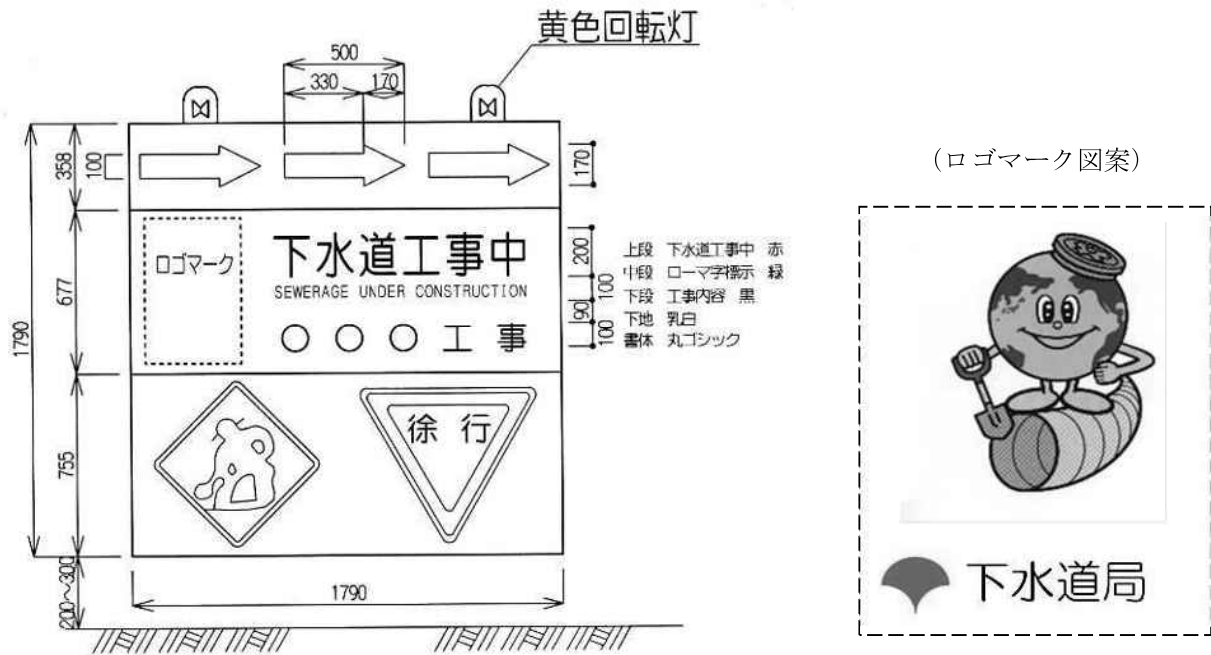 黄色回転灯
500
330
170
358
100
170
677
ロゴマーク
下水道工事中
SEWERAGE UNDER CONSTRUCTION
○○○工事
200
100
90
100
上段 下水道工事中 赤
中段 ローマ字標示 緑
下段 工事内容 黒
下地 乳白
書体 丸ゴシック
1790
755
徐行
200~300
1790
(ロゴマーク図案)
下水道局